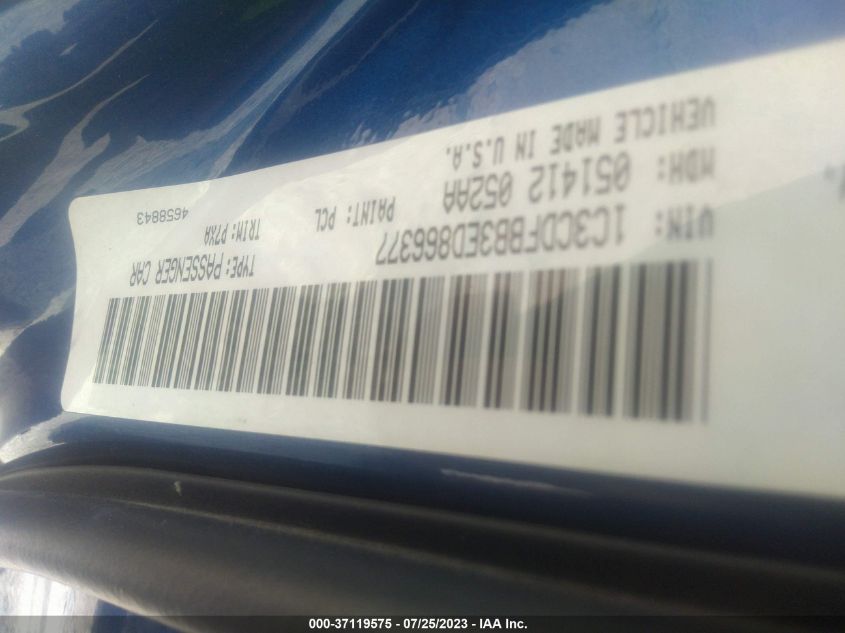 VEHICLE MADE IN U.S.A.
MDH: 051412 052AA
VIN: 1C3CDFBB3ED866377
PAINT: PCL
TRIM: P7XA
TYPE: PASSENGER CAR
4658843
000-37119575 - 07/25/2023 - IAA Inc.